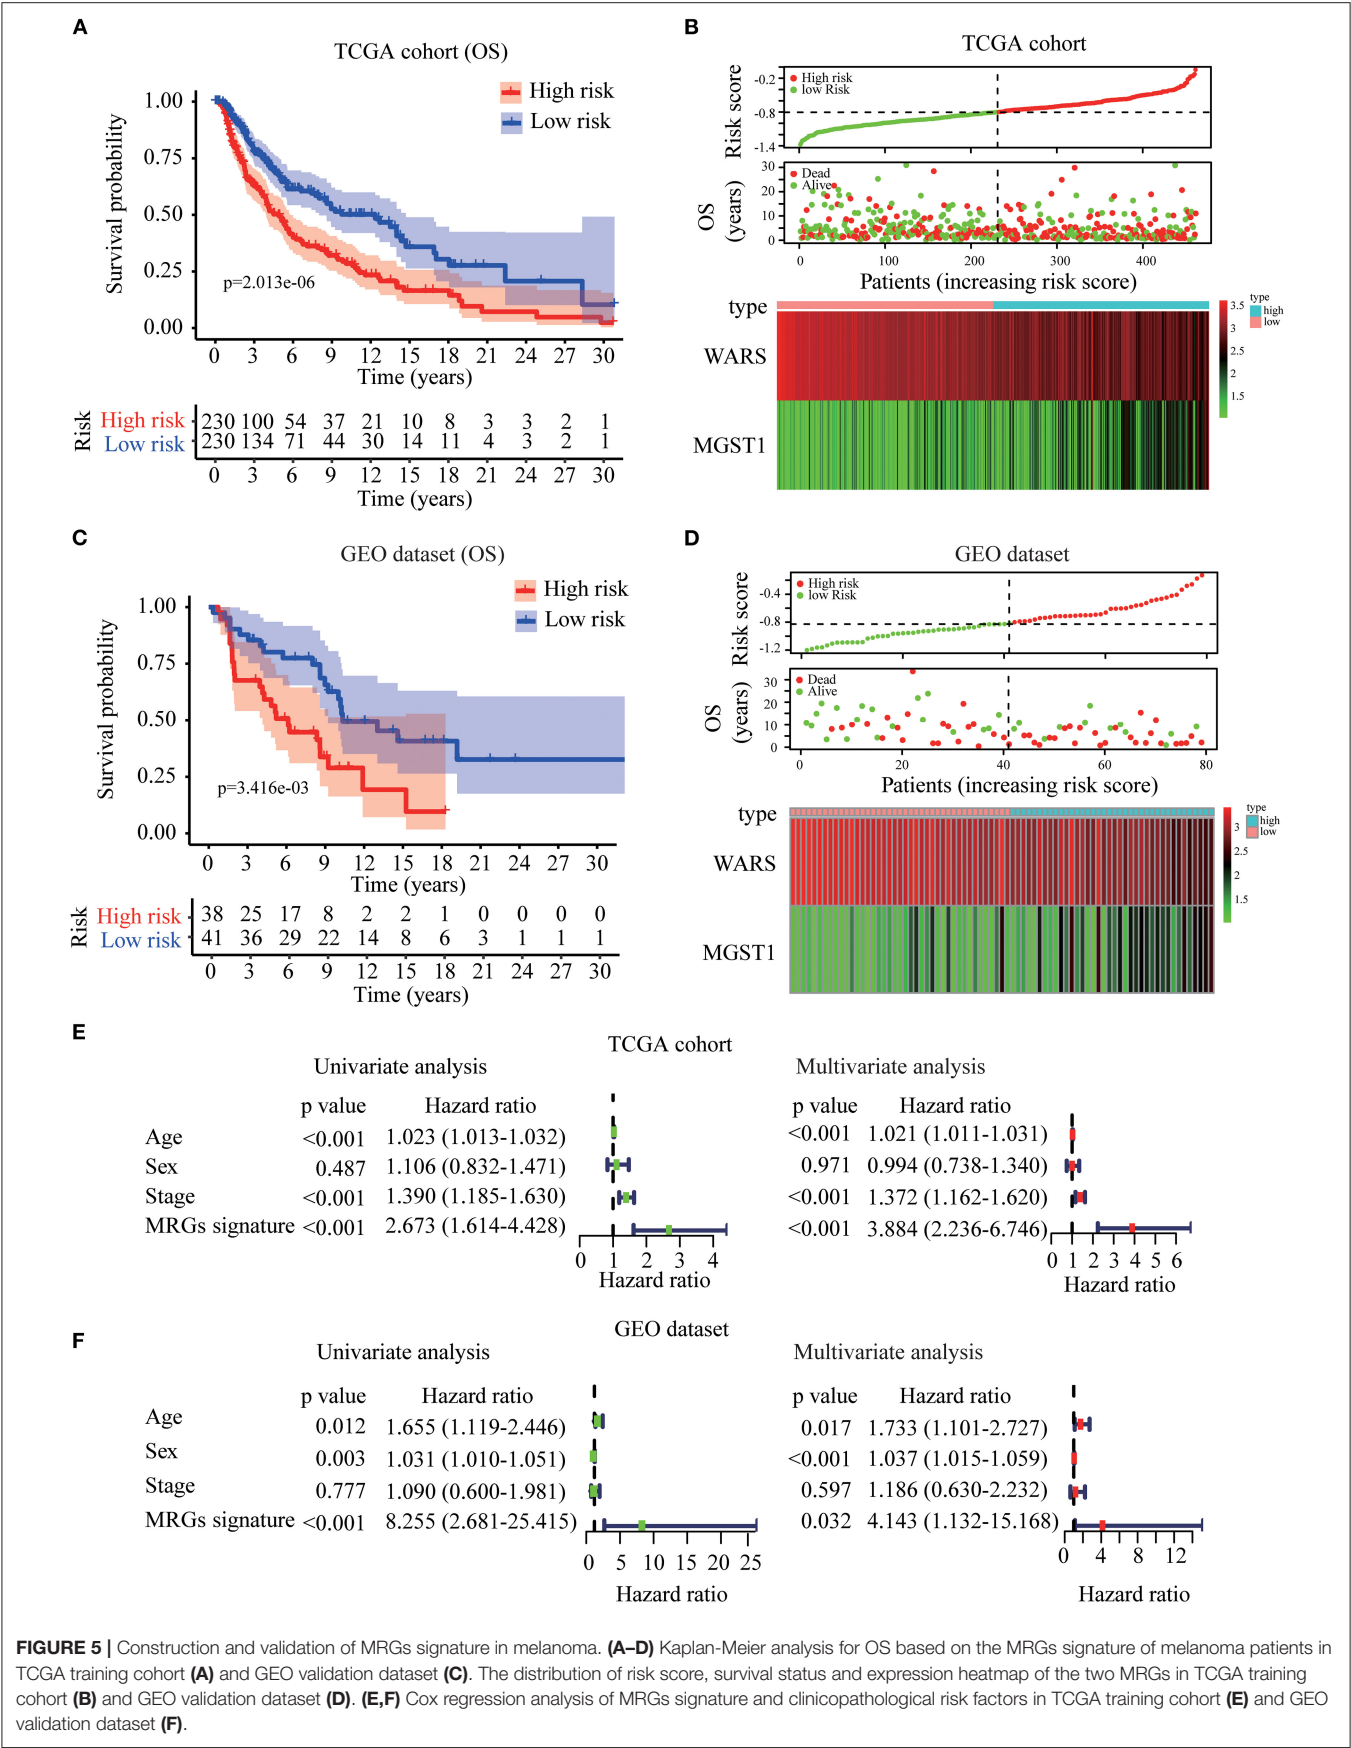 A
TCGA cohort (OS)
High risk
Low risk
Survival probability
1.00
0.75
0.50
0.25
0.00
p=2.013e-06
0 3 6 9 12 15 18 21 24 27 30
Time (years)
Risk
High risk 230 100 54 37 21 10 8 3 3 2 1
Low risk 230 134 71 44 30 14 11 4 3 2 1
0 3 6 9 12 15 18 21 24 27 30
Time (years)
B
TCGA cohort
Risk score
-0.2
-0.8
-1.4
High risk
low Risk
OS
(years)
30
20
10
0
Dead
Alive
0 100 200 300 400
Patients (increasing risk score)
type
WARS
MGST1
3.5
3
2.5
2
1.5
type
high
low
C
GEO dataset (OS)
High risk
Low risk
Survival probability
1.00
0.75
0.50
0.25
0.00
p=3.416e-03
0 3 6 9 12 15 18 21 24 27 30
Time (years)
Risk
High risk 38 25 17 8 2 2 1 0 0 0 0
Low risk 41 36 29 22 14 8 6 3 1 1 1
0 3 6 9 12 15 18 21 24 27 30
Time (years)
D
GEO dataset
Risk score
-0.4
-0.8
-1.2
High risk
low Risk
OS
(years)
30
20
10
0
Dead
Alive
0 20 40 60 80
Patients (increasing risk score)
type
WARS
MGST1
3
2.5
2
1.5
type
high
low
E
TCGA cohort
Univariate analysis
p value Hazard ratio
Age <0.001 1.023 (1.013-1.032)
Sex 0.487 1.106 (0.832-1.471)
Stage <0.001 1.390 (1.185-1.630)
MRGs signature <0.001 2.673 (1.614-4.428)
0 1 2 3 4
Hazard ratio
Multivariate analysis
p value Hazard ratio
<0.001 1.021 (1.011-1.031)
0.971 0.994 (0.738-1.340)
<0.001 1.372 (1.162-1.620)
<0.001 3.884 (2.236-6.746)
0 1 2 3 4 5 6
Hazard ratio
F
GEO dataset
Univariate analysis
p value Hazard ratio
Age 0.012 1.655 (1.119-2.446)
Sex 0.003 1.031 (1.010-1.051)
Stage 0.777 1.090 (0.600-1.981)
MRGs signature <0.001 8.255 (2.681-25.415)
0 5 10 15 20 25
Hazard ratio
Multivariate analysis
p value Hazard ratio
0.017 1.733 (1.101-2.727)
<0.001 1.037 (1.015-1.059)
0.597 1.186 (0.630-2.232)
0.032 4.143 (1.132-15.168)
0 4 8 12
Hazard ratio
FIGURE 5 | Construction and validation of MRGs signature in melanoma. (A–D) Kaplan-Meier analysis for OS based on the MRGs signature of melanoma patients in
TCGA training cohort (A) and GEO validation dataset (C). The distribution of risk score, survival status and expression heatmap of the two MRGs in TCGA training
cohort (B) and GEO validation dataset (D). (E,F) Cox regression analysis of MRGs signature and clinicopathological risk factors in TCGA training cohort (E) and GEO
validation dataset (F).